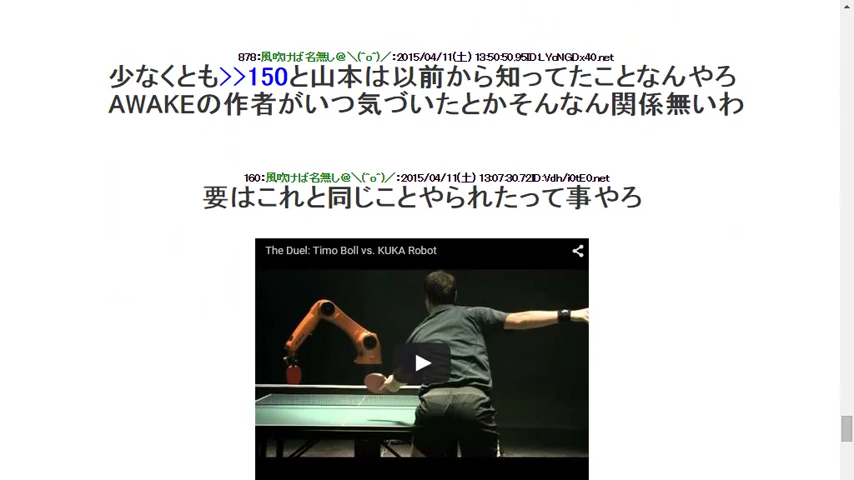 878：風吹けば名無し＠＼(^o^)／：2015/04/11(土) 13:50:50.95ID:LYdNGDx40.net
少なくとも>>150と山本は以前から知ってたことなんやろ
AWAKEの作者がいつ気づいたとかそんなん関係無いわ
160：風吹けば名無し＠＼(^o^)／：2015/04/11(土) 13:07:30.72ID:Vdh/i0tE0.net
要はこれと同じことやられたって事やろ
The Duel: Timo Boll vs. KUKA Robot